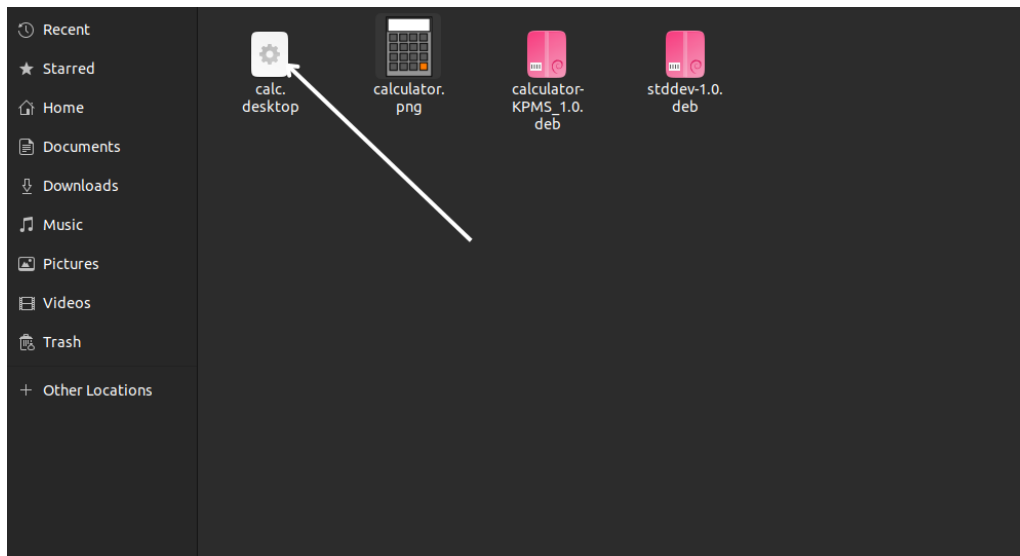 Recent
Starred
Home
Documents
Downloads
Music
Pictures
Videos
Trash
Other Locations
calc.
desktop
calculator.
png
calculator-
KPMS_1.0.
deb
stddev-1.0.
deb